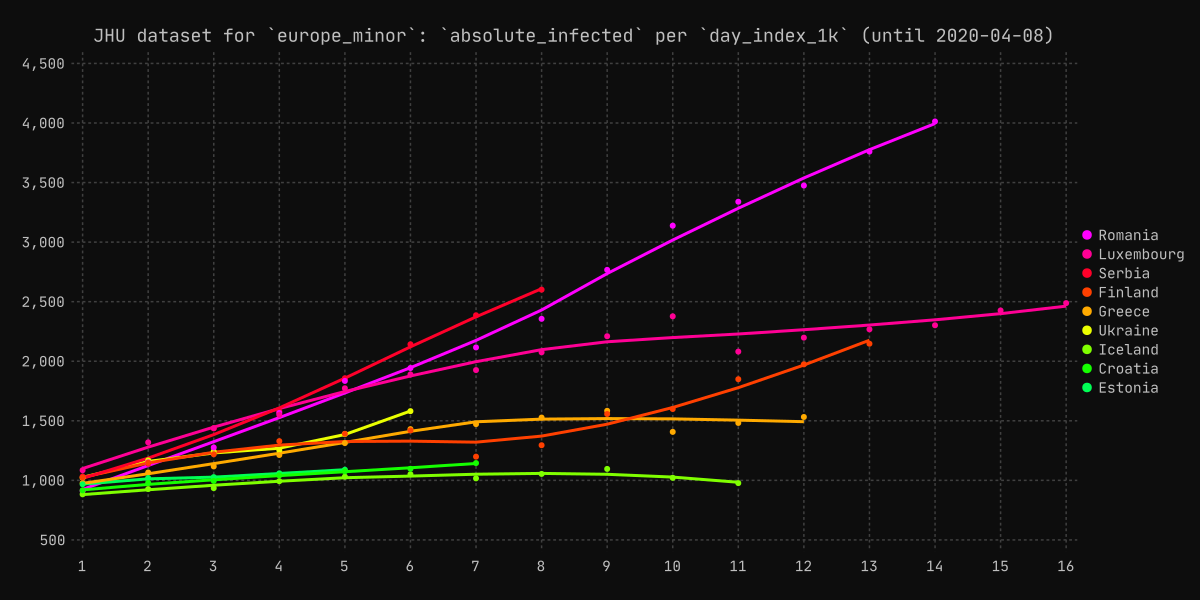 JHU dataset for `europe_minor`: `absolute_infected` per `day_index_1k` (until 2020-04-08)
4,500
4,000
3,500
3,000
2,500
2,000
1,500
1,000
500
1 2 3 4 5 6 7 8 9 10 11 12 13 14 15 16
Romania
Luxembourg
Serbia
Finland
Greece
Ukraine
Iceland
Croatia
Estonia